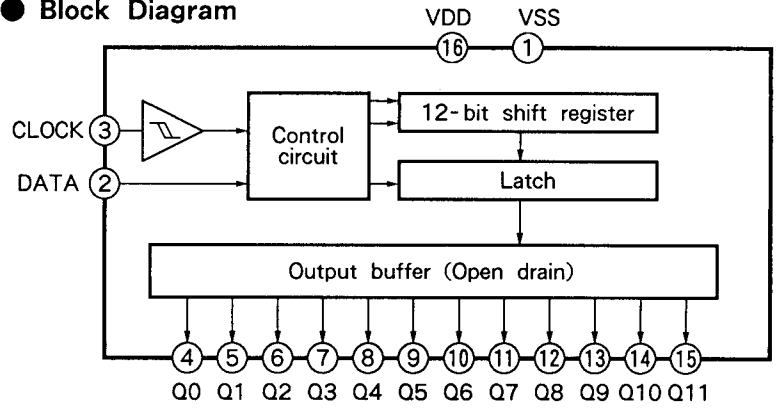 ● Block Diagram
VDD VSS
16 1
CLOCK 3
12-bit shift register
Control
circuit
DATA 2
Latch
Output buffer (Open drain)
4 5 6 7 8 9 10 11 12 13 14 15
Q0 Q1 Q2 Q3 Q4 Q5 Q6 Q7 Q8 Q9 Q10 Q11